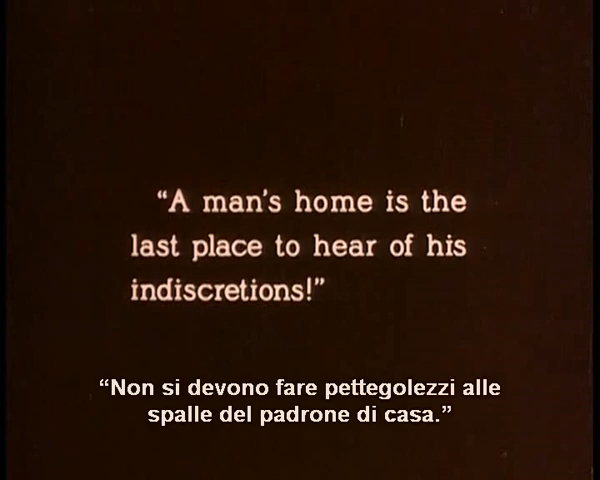 “A man's home is the
last place to hear of his
indiscretions!”
“Non si devono fare pettegolezzi alle
spalle del padrone di casa.”